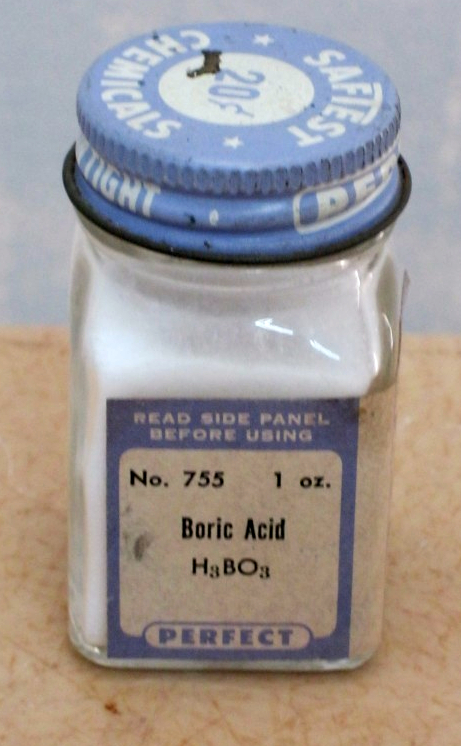 SAFTEST
CHEMICALS
20¢
TIGHT
READ SIDE PANEL
BEFORE USING
No. 755 1 oz.
Boric Acid
H3BO3
PERFECT